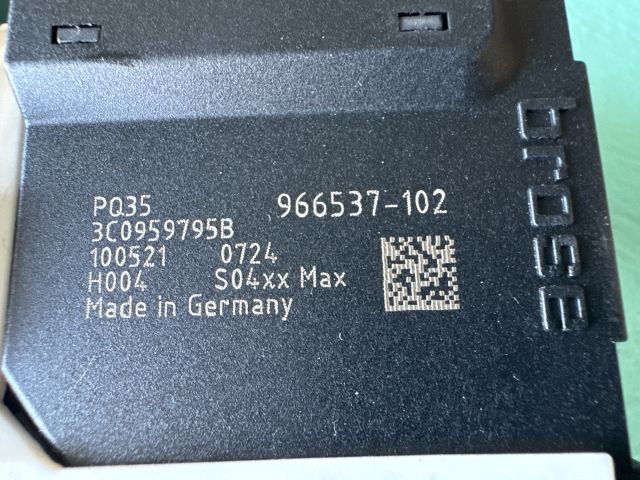 PQ35 966537-102
3C0959795B
100521 0724
H004 S04xx Max
Made in Germany
brose